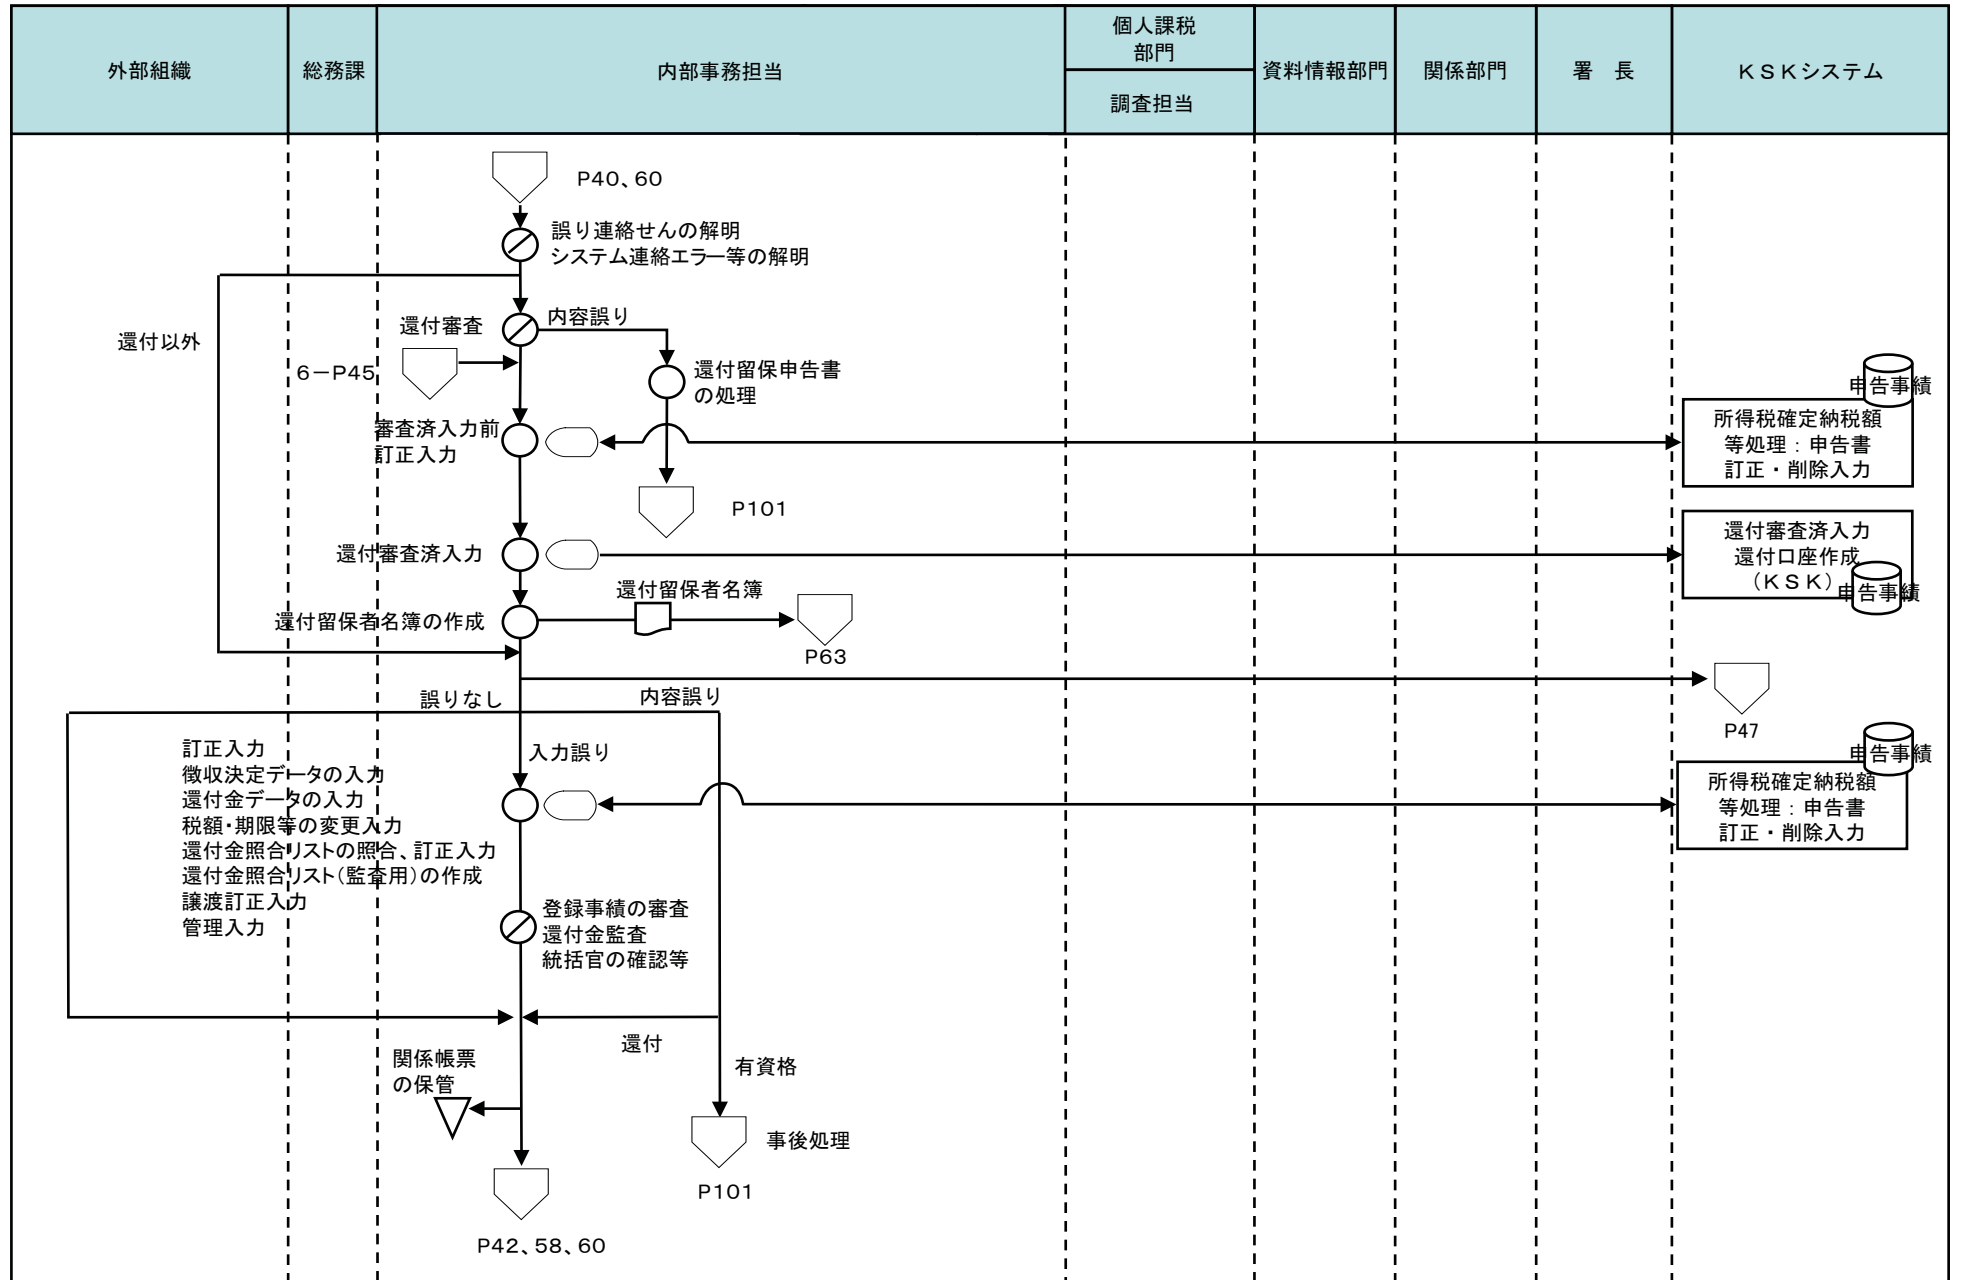 外部組織
総務課
内部事務担当
個人課税
部門
調査担当
資料情報部門
関係部門
署　長
ＫＳＫシステム
P40、60
誤り連絡せんの解明
システム連絡エラー等の解明
還付以外
還付審査
内容誤り
6－P45
還付留保申告書
の処理
申告事績
審査済入力前
訂正入力
所得税確定納税額
等処理：申告書
訂正・削除入力
P101
還付審査済入力
還付審査済入力
還付口座作成
（ＫＳＫ）
申告事績
還付留保者名簿
還付留保者名簿の作成
P63
誤りなし
内容誤り
P47
訂正入力
徴収決定データの入力
還付金データの入力
税額・期限等の変更入力
還付金照合リストの照合、訂正入力
還付金照合リスト（監査用）の作成
譲渡訂正入力
管理入力
入力誤り
申告事績
所得税確定納税額
等処理：申告書
訂正・削除入力
登録事績の審査
還付金監査
統括官の確認等
還付
関係帳票
の保管
有資格
事後処理
P101
P42、58、60